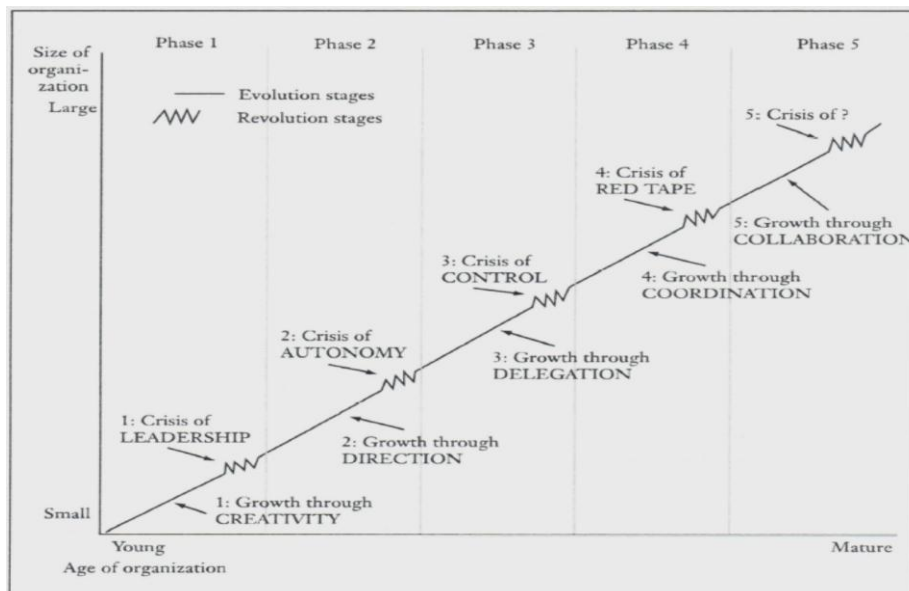 Phase 1
Phase 2
Phase 3
Phase 4
Phase 5
Size of
organi-
zation
Large
Evolution stages
Revolution stages
5: Crisis of ?
4: Crisis of
RED TAPE
5: Growth through
COLLABORATION
3: Crisis of
CONTROL
4: Growth through
COORDINATION
2: Crisis of
AUTONOMY
3: Growth through
DELEGATION
1: Crisis of
LEADERSHIP
2: Growth through
DIRECTION
1: Growth through
CREATIVITY
Small
Young
Mature
Age of organization